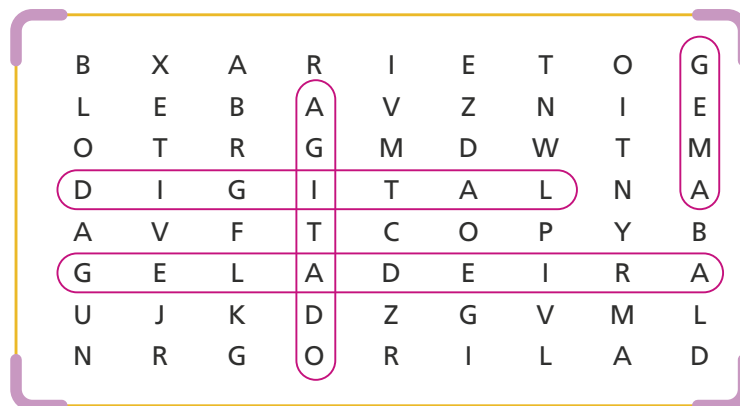 B X A R I E T O G
L E B A V Z N I E
O T R G M D W T M
D I G I T A L N A
A V F T C O P Y B
G E L A D E I R A
U J K D Z G V M L
N R G O R I L A D